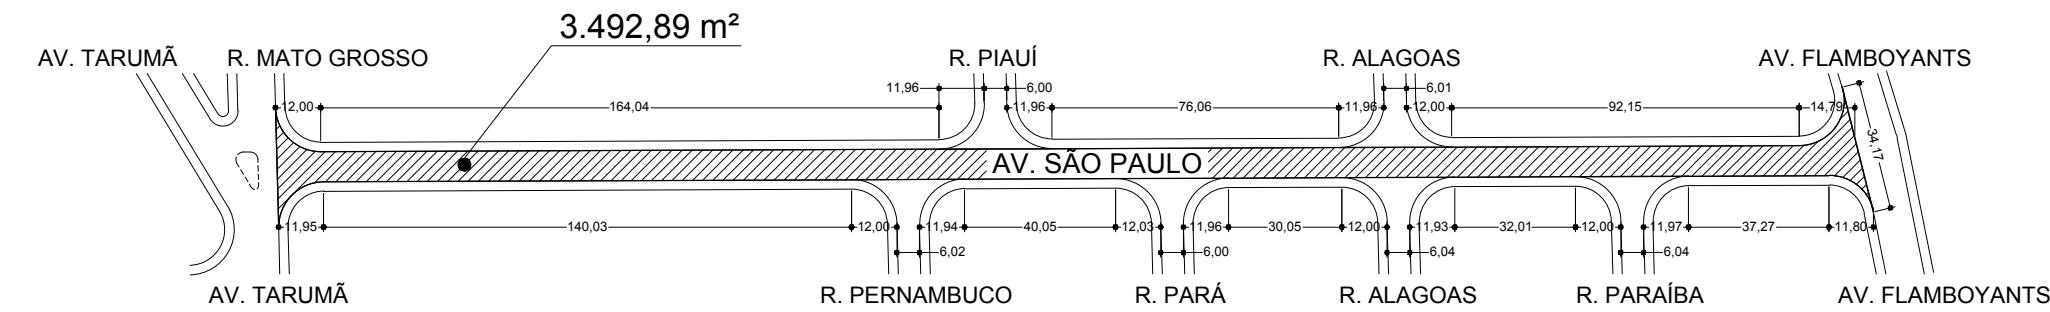 3.492,89 m²
AV. TARUMÃ
R. MATO GROSSO
R. PIAUÍ
R. ALAGOAS
AV. FLAMBOYANTS
11,96
6,00
6,01
12,00
164,04
11,96
76,06
11,96
12,00
92,15
14,79
34,17
AV. SÃO PAULO
11,95
140,03
12,00
11,94
40,05
12,03
11,96
30,05
12,00
11,93
32,01
12,00
11,97
37,27
11,80
6,02
6,00
6,04
6,04
AV. TARUMÃ
R. PERNAMBUCO
R. PARÁ
R. ALAGOAS
R. PARAÍBA
AV. FLAMBOYANTS